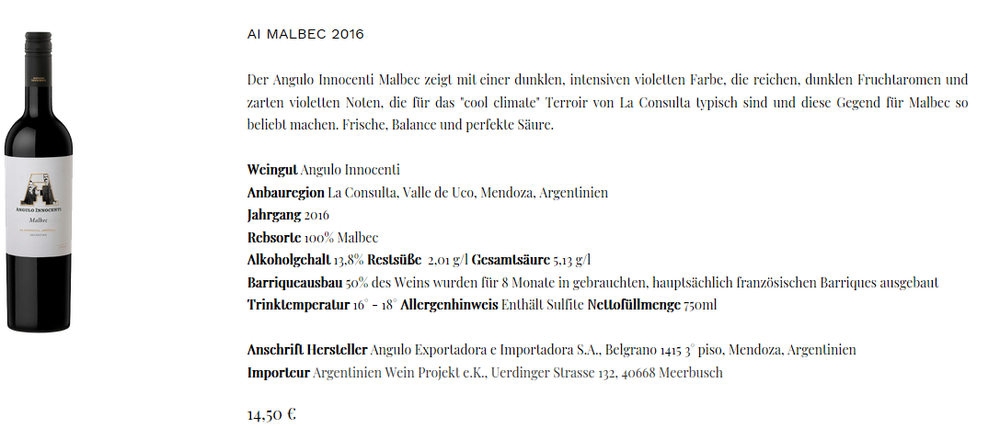 AI MALBEC 2016
Der Angulo Innocenti Malbec zeigt mit einer dunklen, intensiven violetten Farbe, die reichen, dunklen Fruchtaromen und
zarten violetten Noten, die für das "cool climate" Terroir von La Consulta typisch sind und diese Gegend für Malbec so
beliebt machen. Frische, Balance und perfekte Säure.
Weingut Angulo Innocenti
Anbauregion La Consulta, Valle de Uco, Mendoza, Argentinien
Jahrgang 2016
Rebsorte 100% Malbec
Alkoholgehalt 13,8% Restsüße 2,01 g/l Gesamtsäure 5,13 g/l
Barriqueausbau 50% des Weins wurden für 8 Monate in gebrauchten, hauptsächlich französischen Barriques ausgebaut
Trinktemperatur 16° - 18° Allergenhinweis Enthält Sulfite Nettofüllmenge 750ml
Anschrift Hersteller Angulo Exportadora e Importadora S.A., Belgrano 1415 3° piso, Mendoza, Argentinien
Importeur Argentinien Wein Projekt e.K., Uerdinger Strasse 132, 40668 Meerbusch
14,50 €
ANGULO INNOCENTI
Malbec